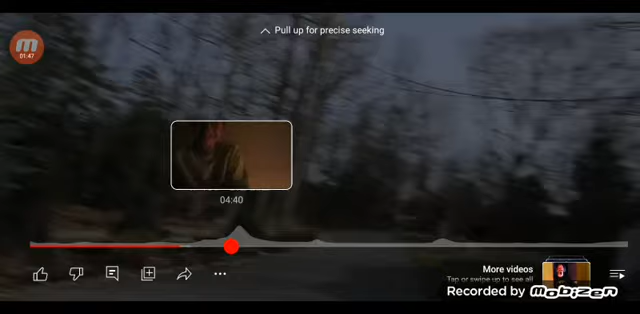 Pull up for precise seeking
01:47
04:40
More videos
Tap or swipe up to see all
Recorded by mobizen